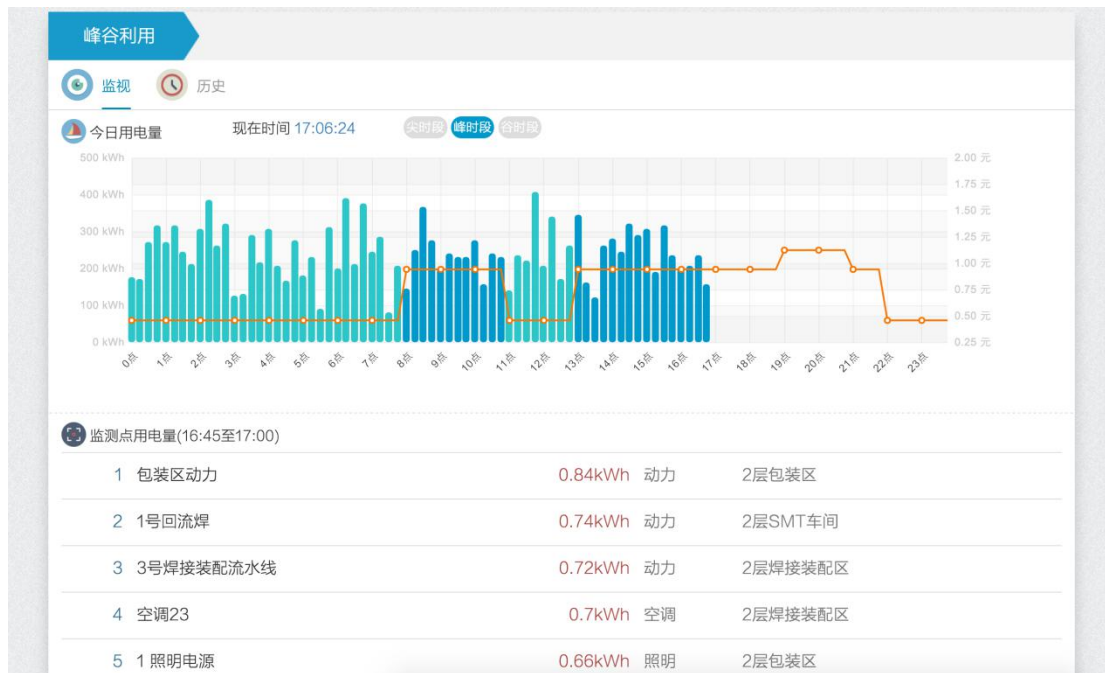 峰谷利用
监视 历史
今日用电量 现在时间 17:06:24 尖时段 峰时段 谷时段
500 kWh 2.00 元
1.75 元
400 kWh
1.50 元
300 kWh 1.25 元
200 kWh 1.00 元
0.75 元
100 kWh
0.50 元
0 kWh 0.25 元
0点 1点 2点 3点 4点 5点 6点 7点 8点 9点 10点 11点 12点 13点 14点 15点 16点 17点 18点 19点 20点 21点 22点 23点
监测点用电量(16:45至17:00)
1 包装区动力 0.84kWh 动力 2层包装区
2 1号回流焊 0.74kWh 动力 2层SMT车间
3 3号焊接装配流水线 0.72kWh 动力 2层焊接装配区
4 空调23 0.7kWh 空调 2层焊接装配区
5 1 照明电源 0.66kWh 照明 2层包装区